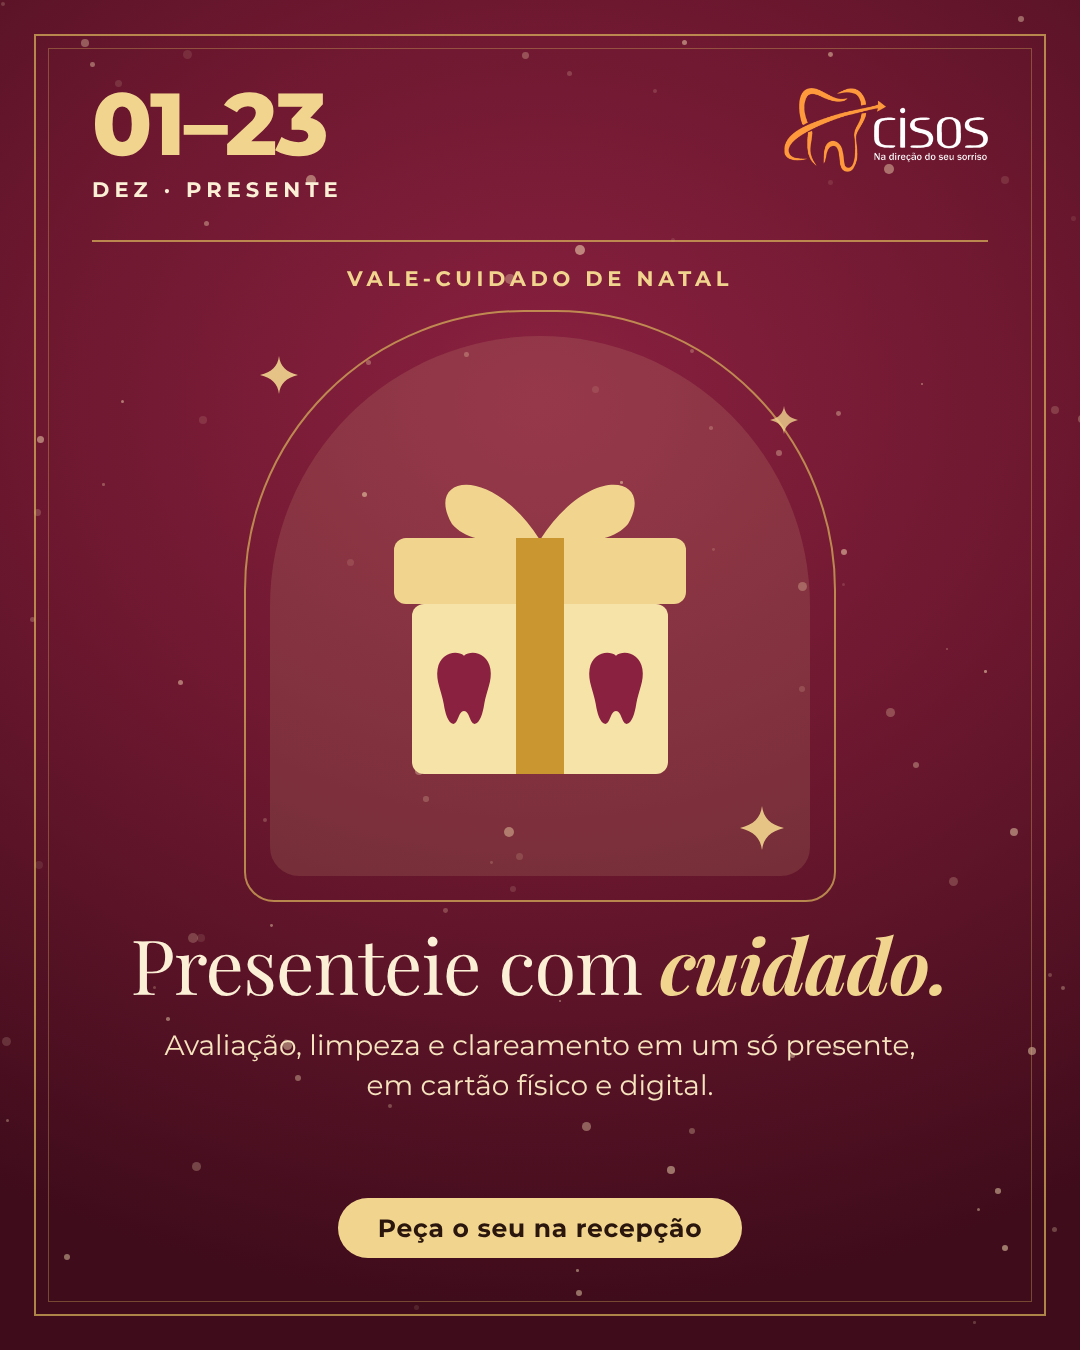 01–23
DEZ · PRESENTE
cisos
Na direção do seu sorriso
VALE-CUIDADO DE NATAL
Presenteie com cuidado.
Avaliação, limpeza e clareamento em um só presente,
em cartão físico e digital.
Peça o seu na recepção